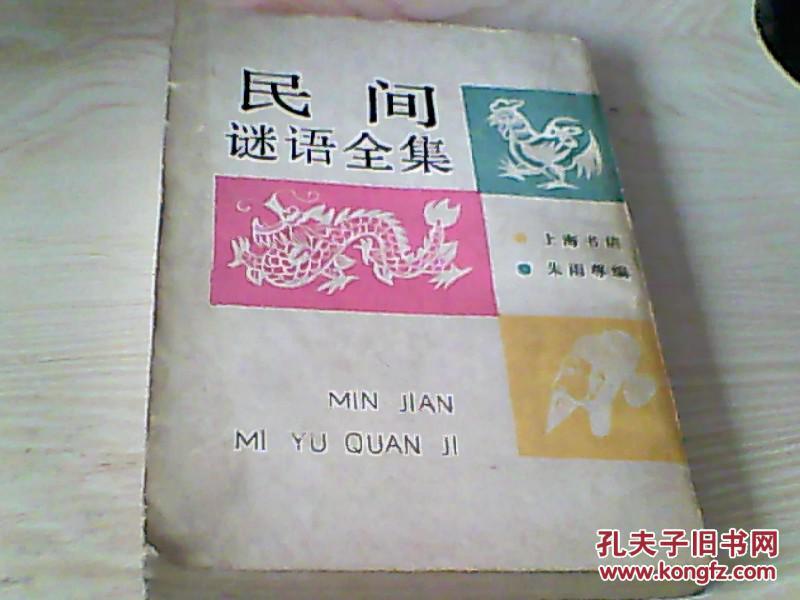 民 间
谜语全集
上海书店
朱雨尊编
MIN JIAN
MI YU QUAN JI
孔夫子旧书网
www.kongfz.com